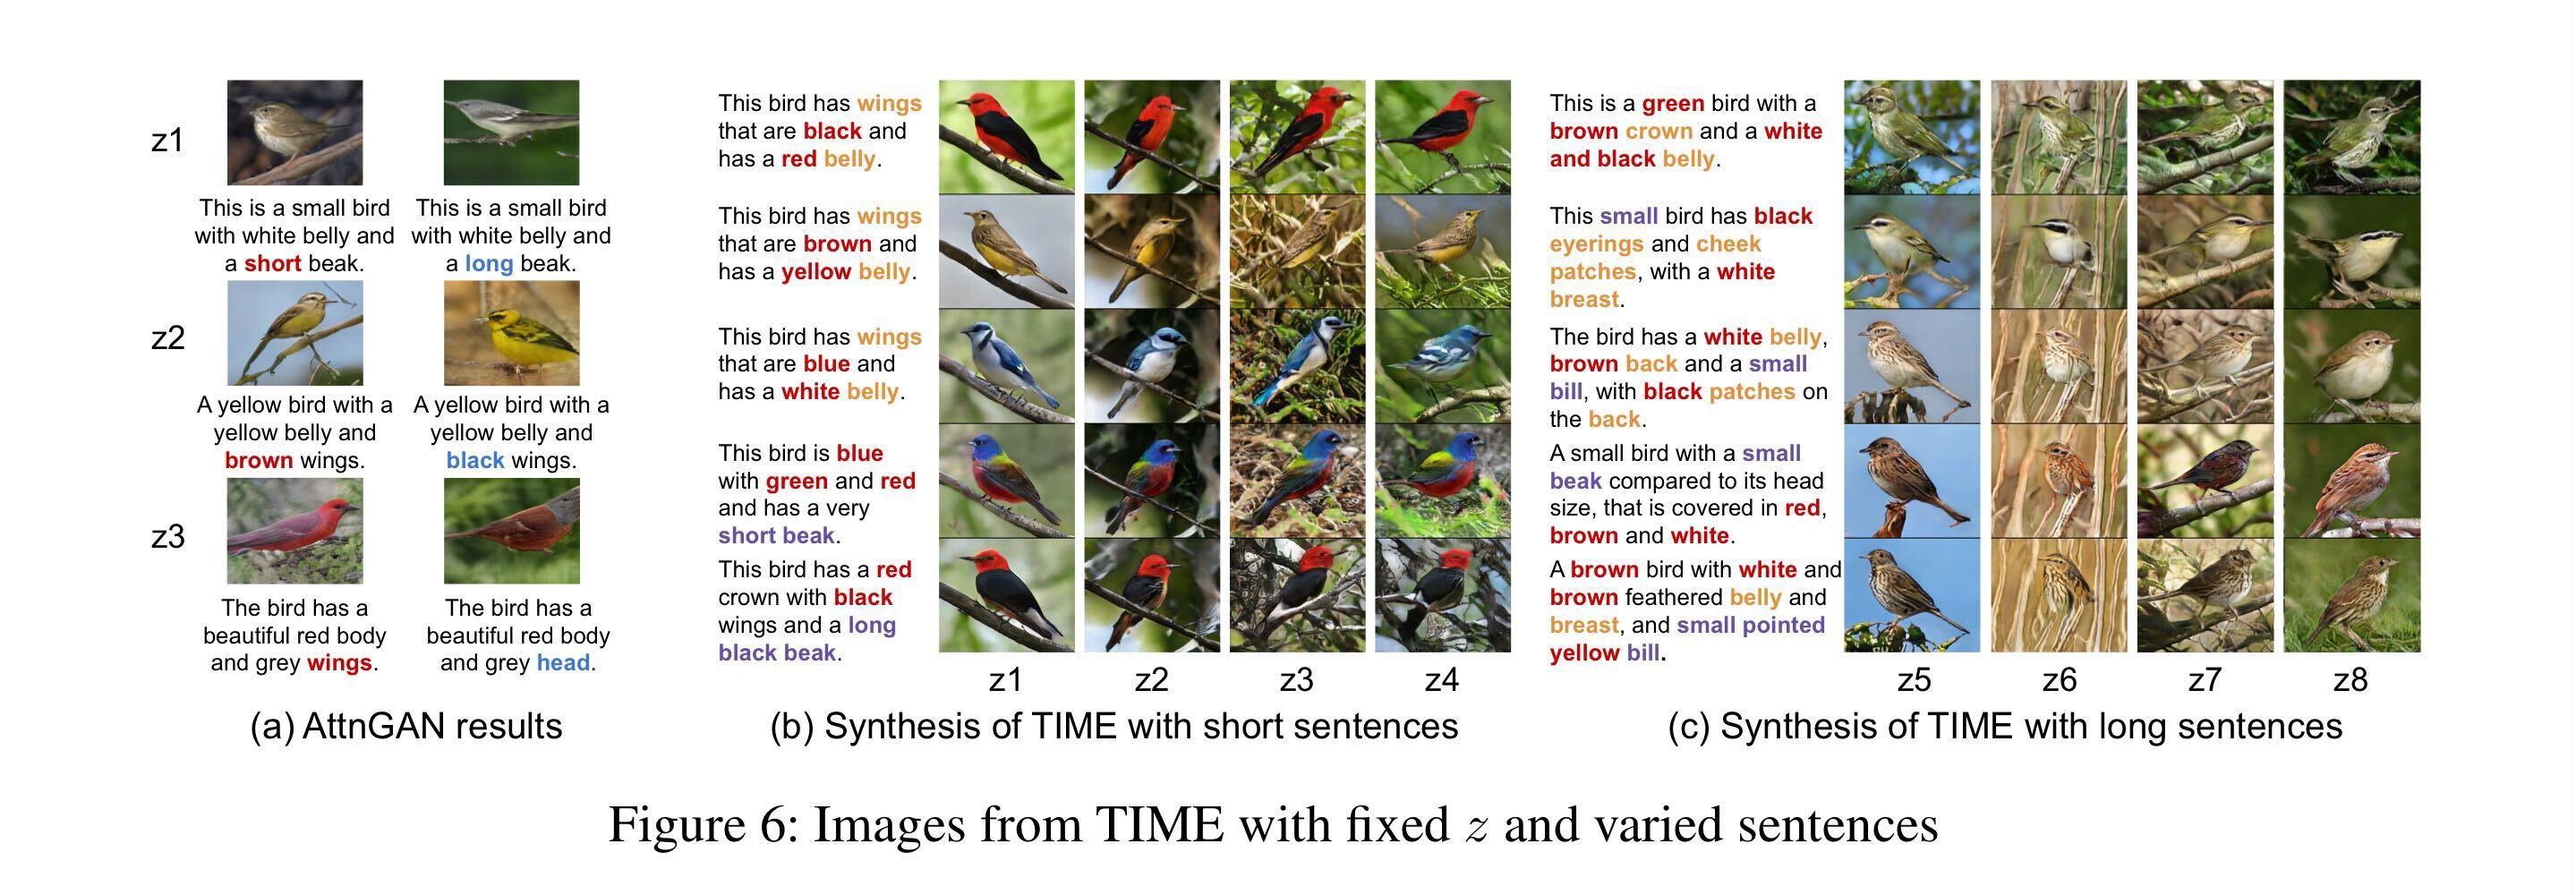 z1
This is a small bird
with white belly and
a short beak.
This is a small bird
with white belly and
a long beak.
z2
A yellow bird with a
yellow belly and
brown wings.
A yellow bird with a
yellow belly and
black wings.
z3
The bird has a
beautiful red body
and grey wings.
The bird has a
beautiful red body
and grey head.
(a) AttnGAN results
This bird has wings
that are black and
has a red belly.
This bird has wings
that are brown and
has a yellow belly.
This bird has wings
that are blue and
has a white belly.
This bird is blue
with green and red
and has a very
short beak.
This bird has a red
crown with black
wings and a long
black beak.
z1 z2 z3 z4
(b) Synthesis of TIME with short sentences
This is a green bird with a
brown crown and a white
and black belly.
This small bird has black
eyerings and cheek
patches, with a white
breast.
The bird has a white belly,
brown back and a small
bill, with black patches on
the back.
A small bird with a small
beak compared to its head
size, that is covered in red,
brown and white.
A brown bird with white and
brown feathered belly and
breast, and small pointed
yellow bill.
z5 z6 z7 z8
(c) Synthesis of TIME with long sentences
Figure 6: Images from TIME with fixed z and varied sentences